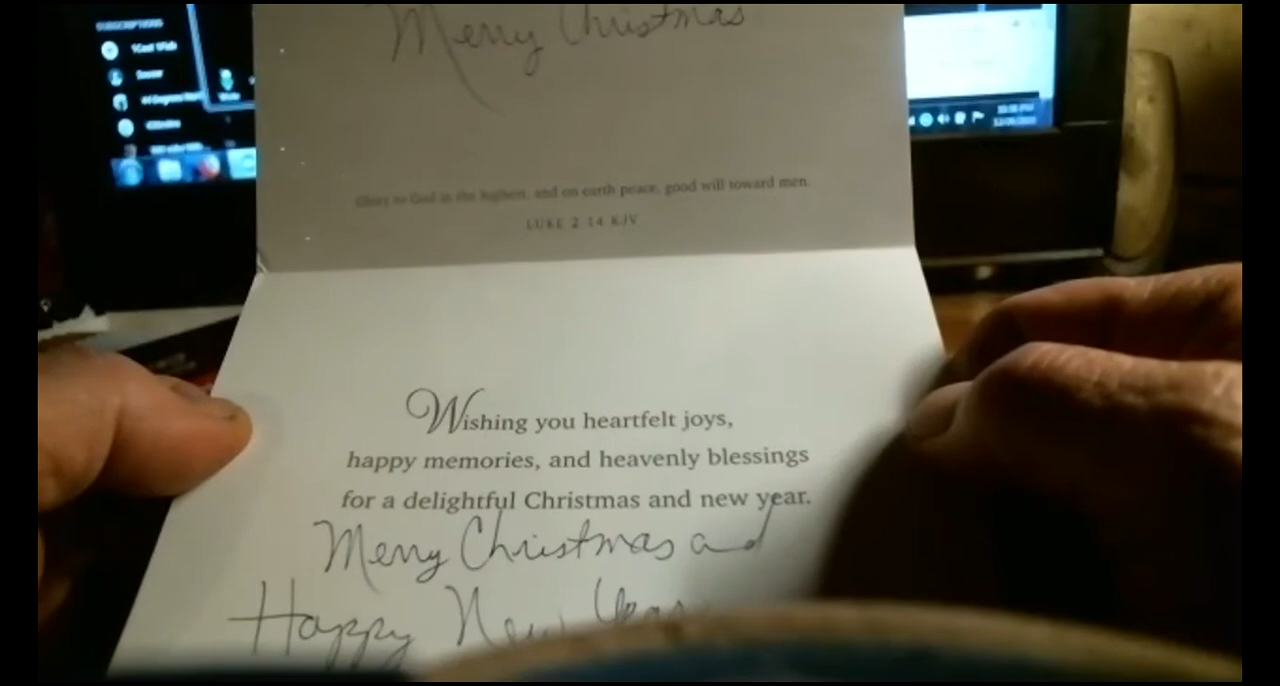 SUBSCRIPTIONS
Soccer
Merry Christmas
Glory to God in the highest, and on earth peace, good will toward men.
LUKE 2 14 KJV
Wishing you heartfelt joys,
happy memories, and heavenly blessings
for a delightful Christmas and new year.
Merry Christmas and
Happy New Year